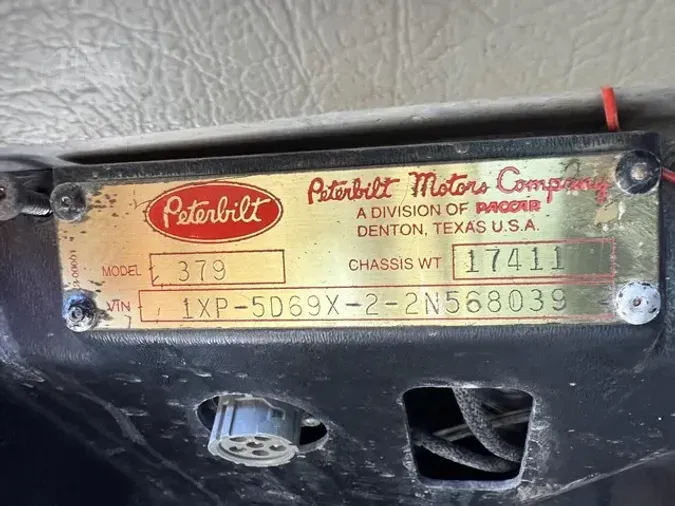 Peterbilt
Peterbilt Motors Company
A DIVISION OF PACCAR
DENTON, TEXAS U.S.A.
MODEL 379 CHASSIS WT 17411
VIN 1XP-5D69X-2-2N568039